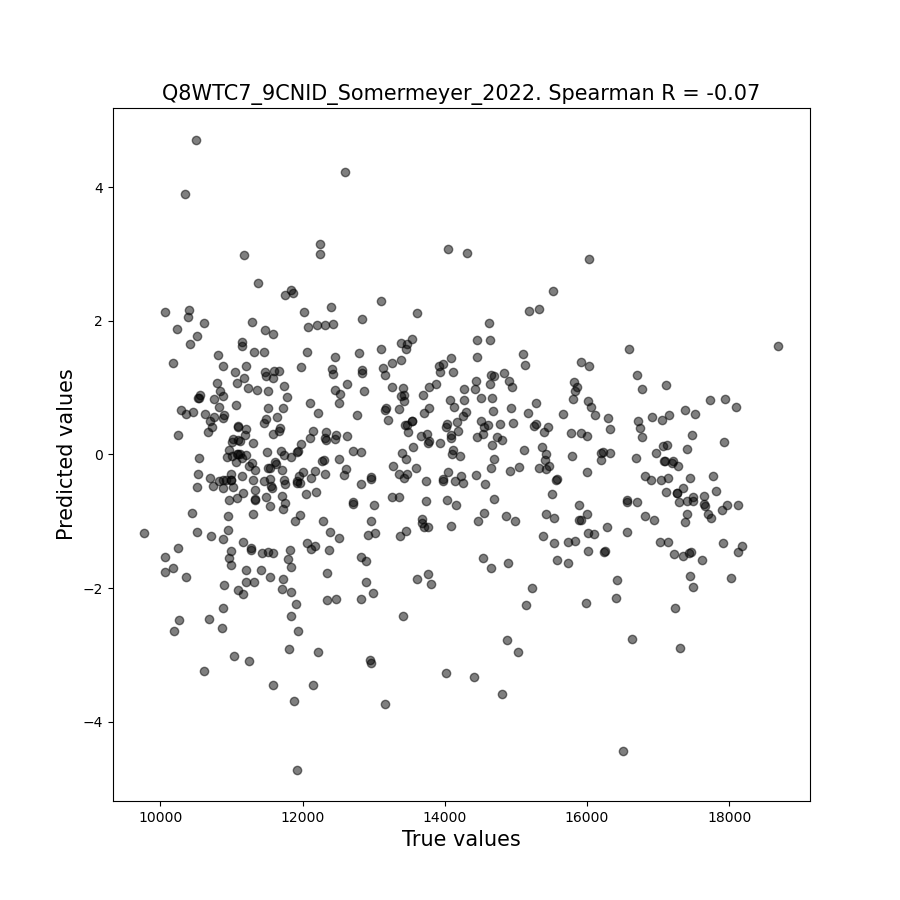 Q8WTC7_9CNID_Somermeyer_2022. Spearman R = -0.07
Predicted values
4
2
0
−2
−4
10000 12000 14000 16000 18000
True values